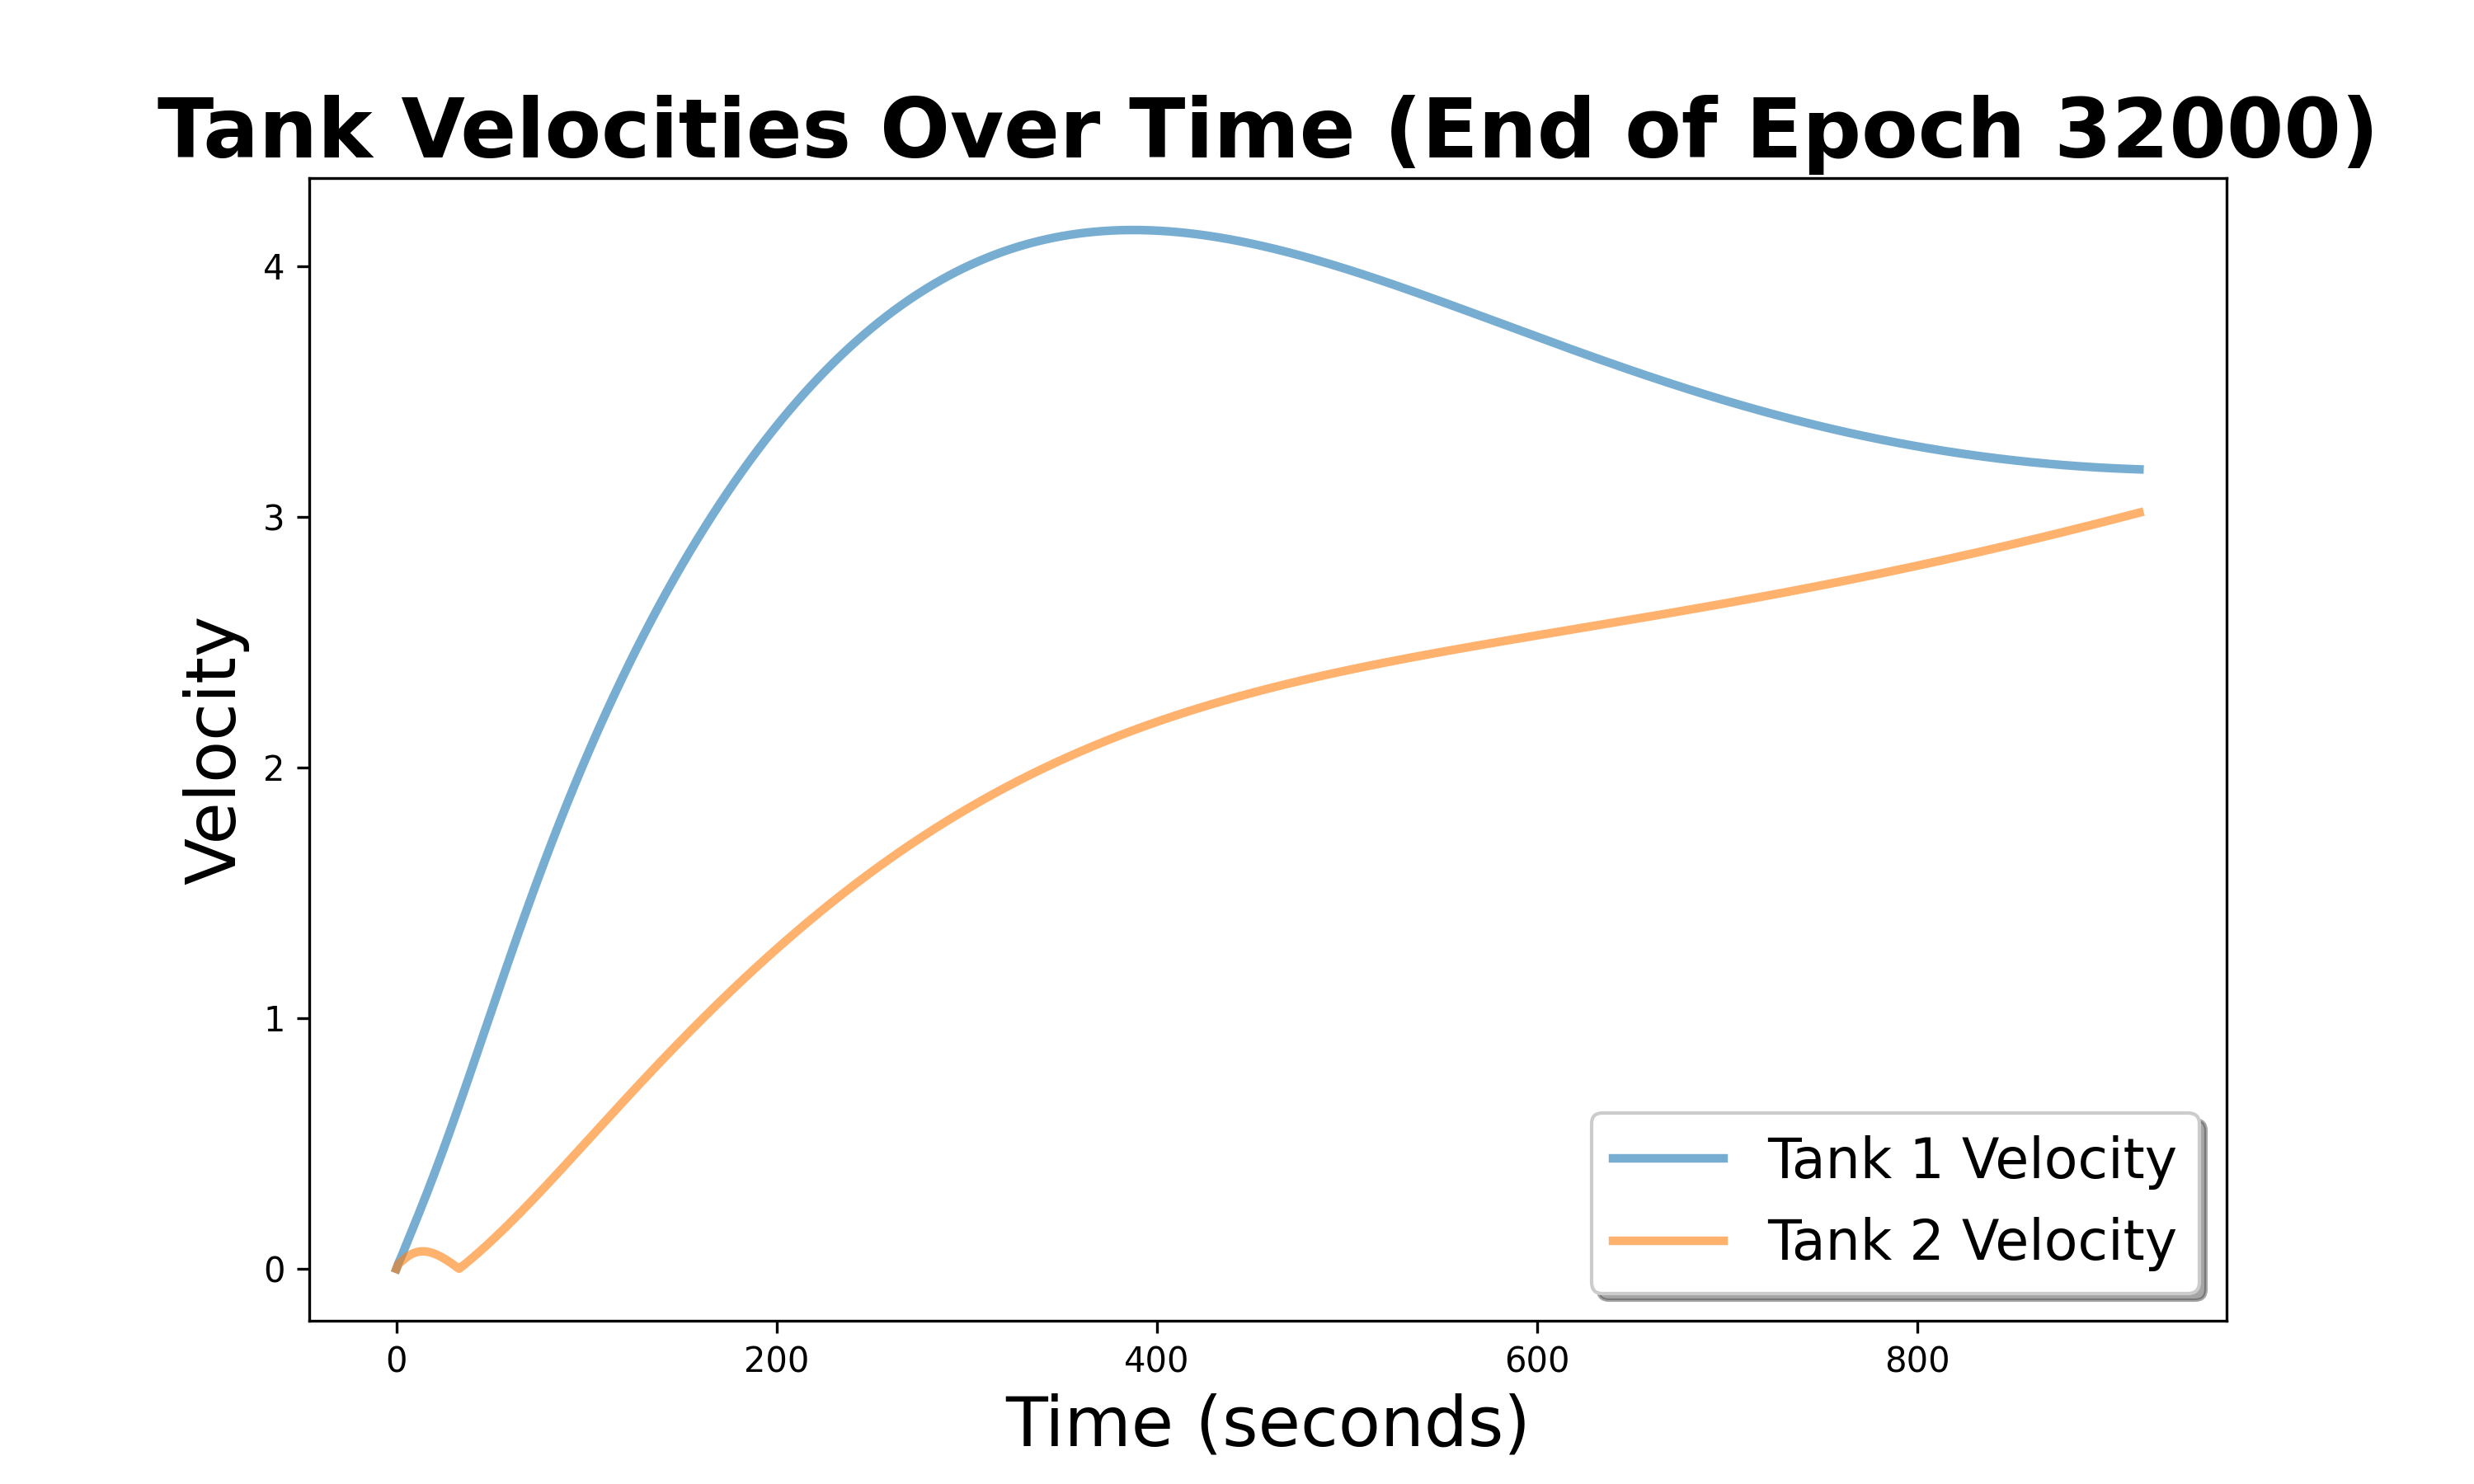 Tank Velocities Over Time (End of Epoch 32000)
4
3
2
1
0
Velocity
Tank 1 Velocity
Tank 2 Velocity
0 200 400 600 800
Time (seconds)